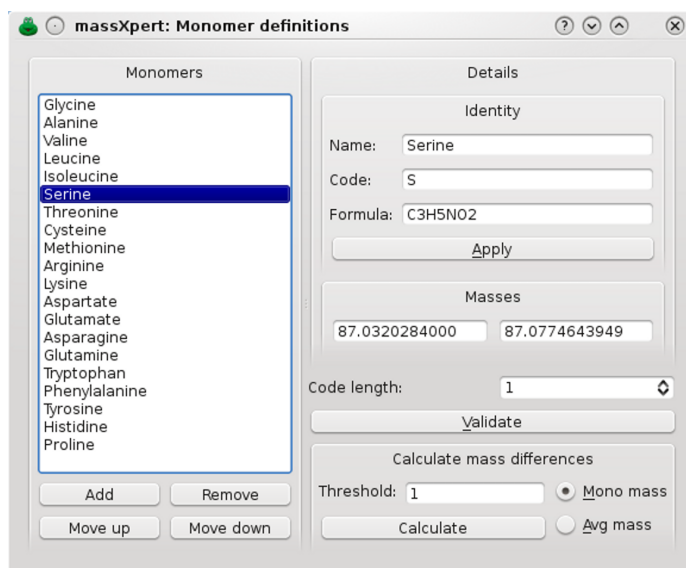 massXpert: Monomer definitions
Monomers
Glycine
Alanine
Valine
Leucine
Isoleucine
Serine
Threonine
Cysteine
Methionine
Arginine
Lysine
Aspartate
Glutamate
Asparagine
Glutamine
Tryptophan
Phenylalanine
Tyrosine
Histidine
Proline
Add
Remove
Move up
Move down
Details
Identity
Name: Serine
Code: S
Formula: C3H5NO2
Apply
Masses
87.0320284000 87.0774643949
Code length: 1
Validate
Calculate mass differences
Threshold: 1
Mono mass
Calculate
Avg mass